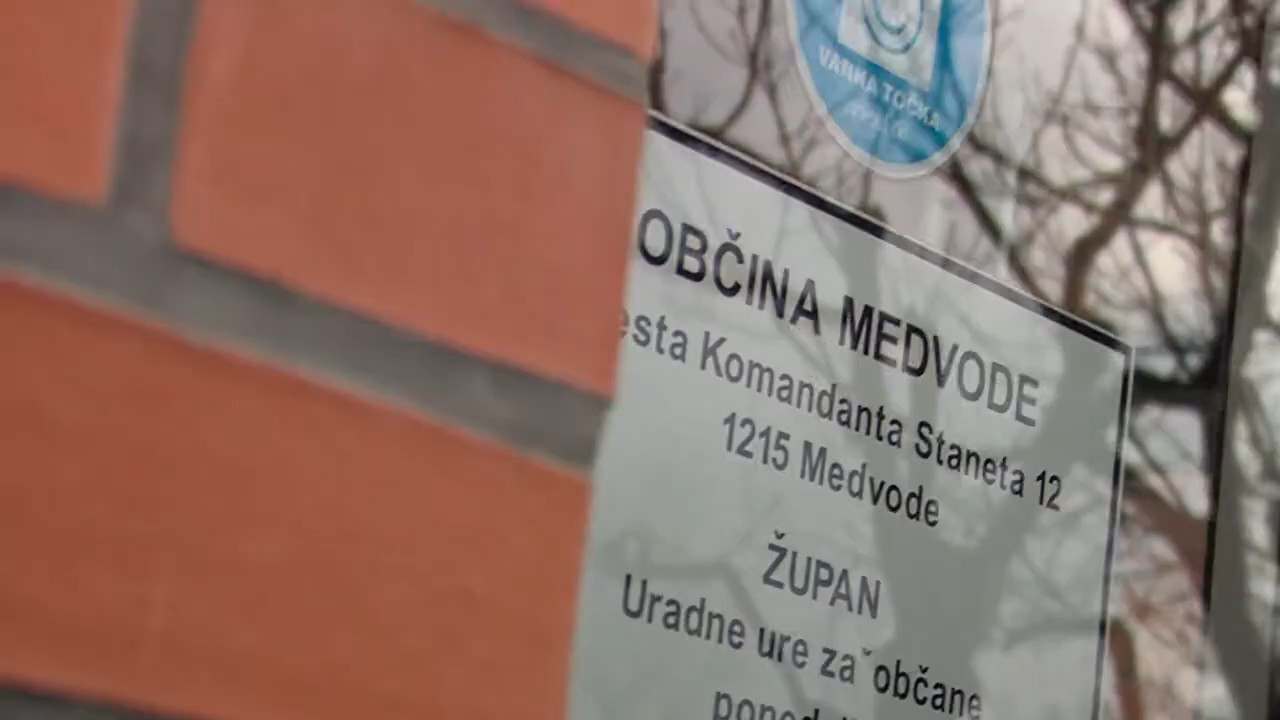 VARNA TOČKA
OBČINA MEDVODE
esta Komandanta Staneta 12
1215 Medvode
ŽUPAN
Uradne ure za občane